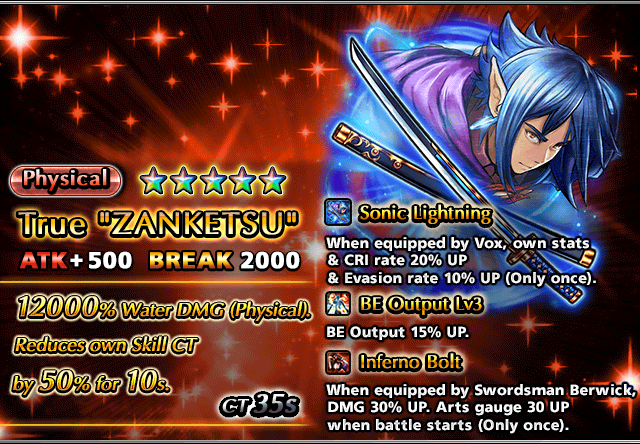 Physical
True "ZANKETSU"
ATK+500 BREAK 2000
12000% Water DMG (Physical).
Reduces own Skill CT
by 50% for 10s.
CT 35s
Sonic Lightning
When equipped by Vox, own stats
& CRI rate 20% UP
& Evasion rate 10% UP (Only once).
BE Output Lv3
BE Output 15% UP.
Inferno Bolt
When equipped by Swordsman Berwick,
DMG 30% UP. Arts gauge 30 UP
when battle starts (Only once).